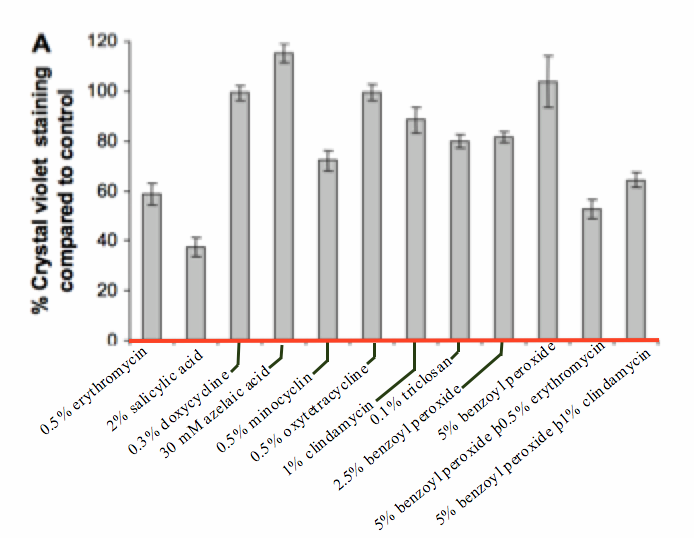 A
% Crystal violet staining
compared to control
120
100
80
60
40
20
0
0.5% erythromycin
2% salicylic acid
0.3% doxycycline
30 mM azelaic acid
0.5% minocyclin
0.5% oxytetracycline
1% clindamycin
0.1% triclosan
2.5% benzoyl peroxide
5% benzoyl peroxide
5% benzoyl peroxide þ0.5% erythromycin
5% benzoyl peroxide þ1% clindamycin